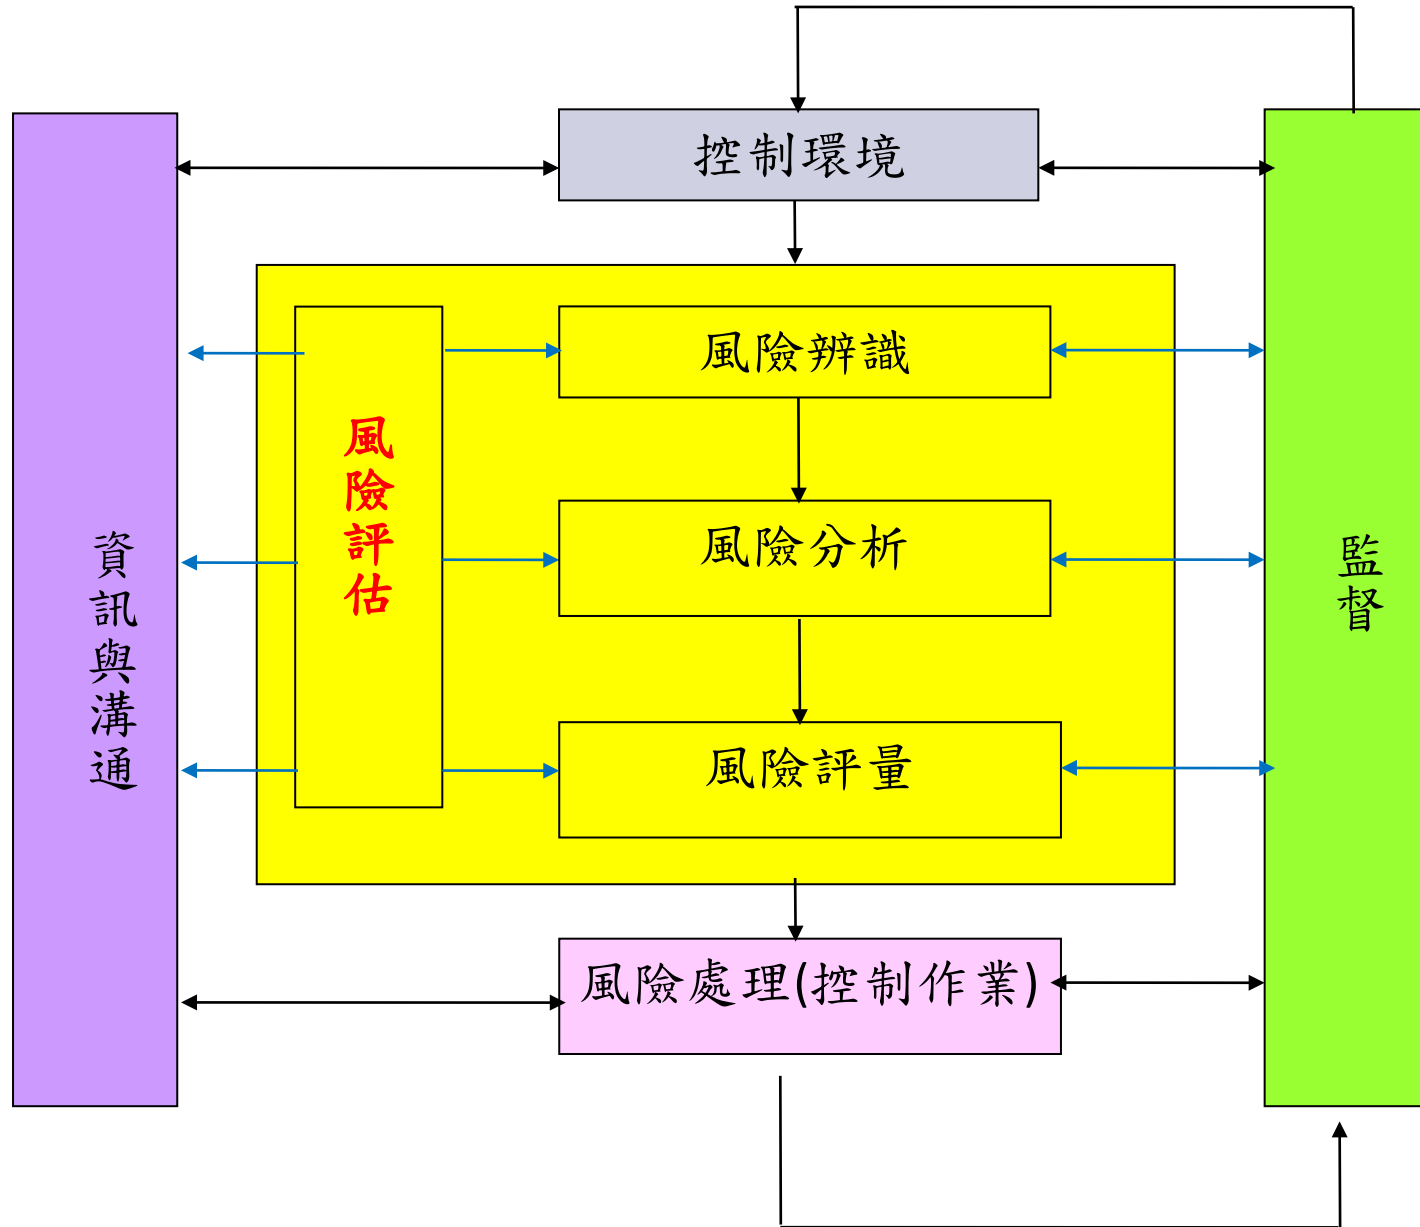 控制環境
資訊與溝通
風險評估
風險辨識
風險分析
風險評量
監督
風險處理(控制作業)